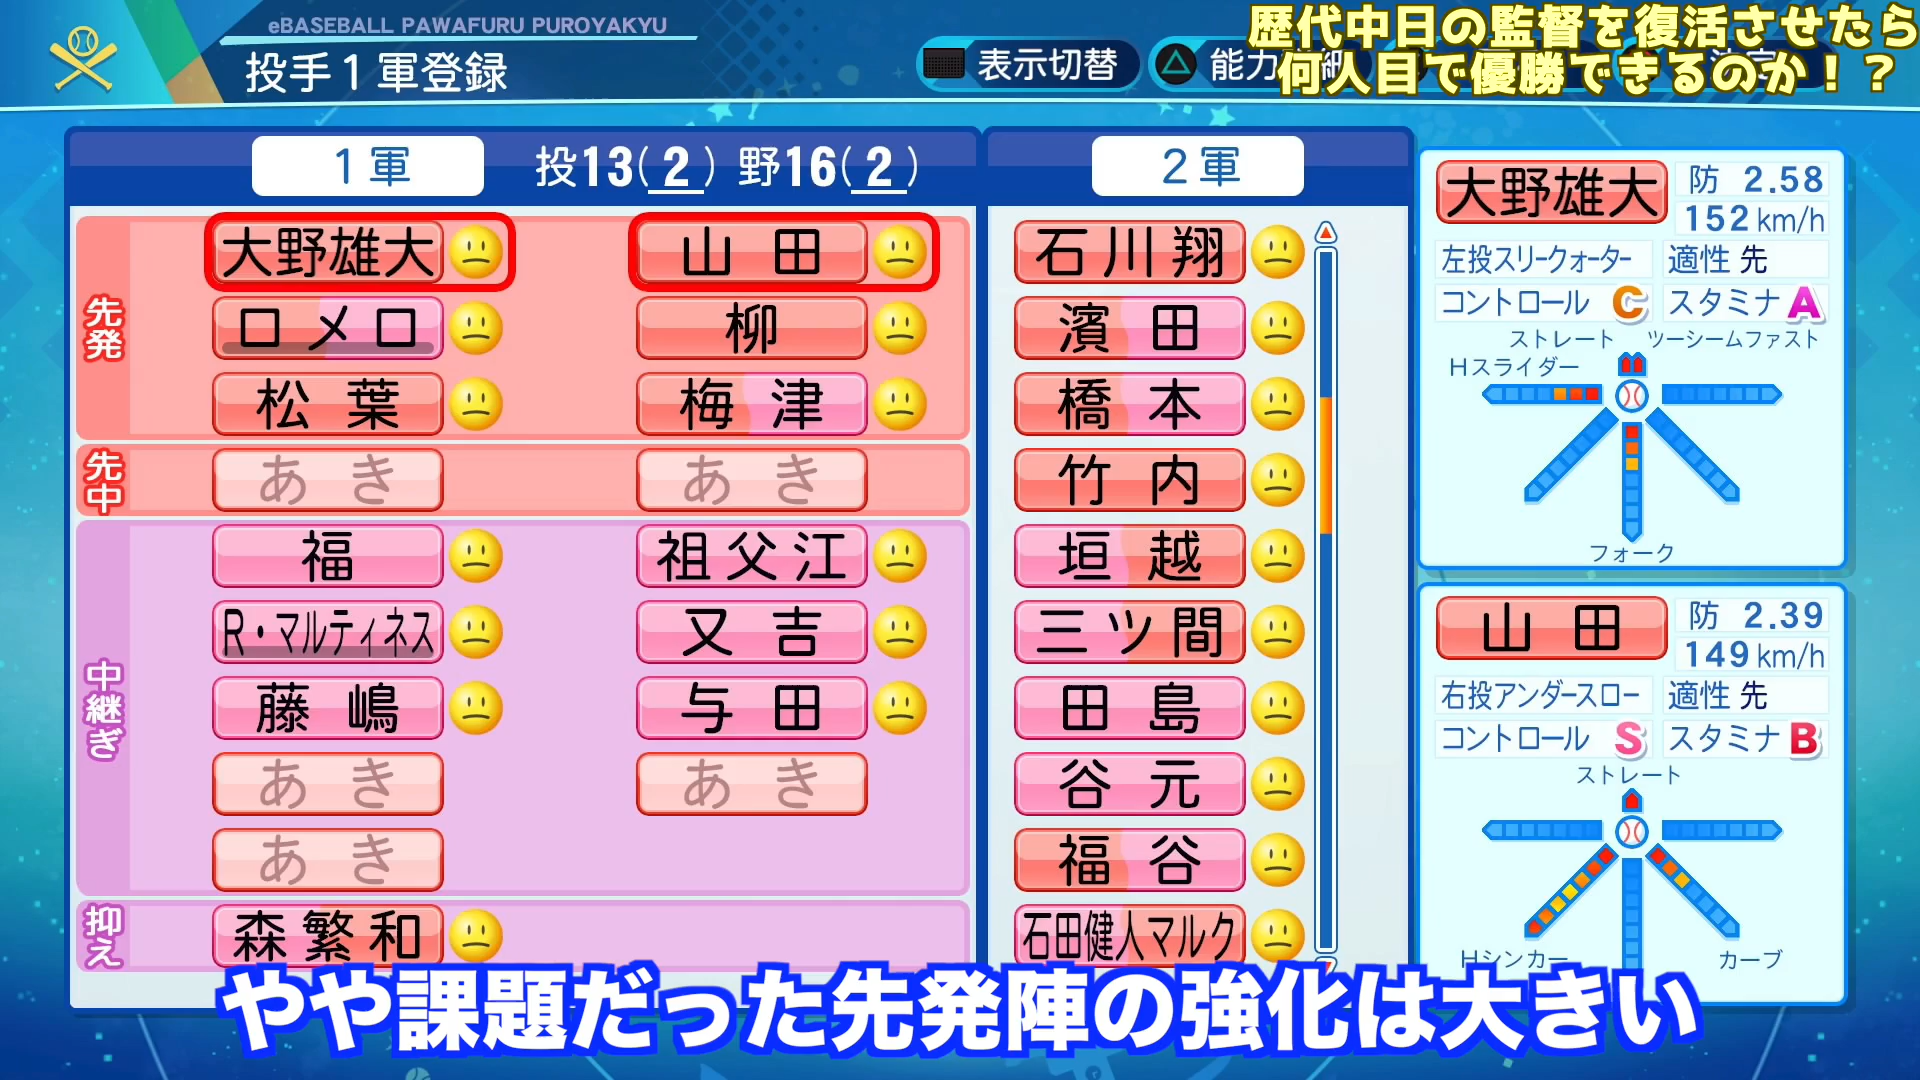 eBASEBALL PAWAFURU PUROYAKYU
投手1軍登録
表示切替
能力
歴代中日の監督を復活させたら
何人目で優勝できるのか！？
1軍
投13(2) 野16(2)
2軍
先発
大野雄大
山田
ロメロ
柳
松葉
梅津
先中
あき
あき
中継ぎ
福
祖父江
R・マルティネス
又吉
藤嶋
与田
あき
あき
あき
抑え
森繁和
石川翔
濱田
橋本
竹内
垣越
三ツ間
田島
谷元
福谷
石田健人マルク
大野雄大
防 2.58
152km/h
左投スリークォーター
適性 先
コントロール C
スタミナ A
ストレート
ツーシームファスト
Hスライダー
フォーク
山田
防 2.39
149km/h
右投アンダースロー
適性 先
コントロール S
スタミナ B
ストレート
Hシンカー
カーブ
やや課題だった先発陣の強化は大きい